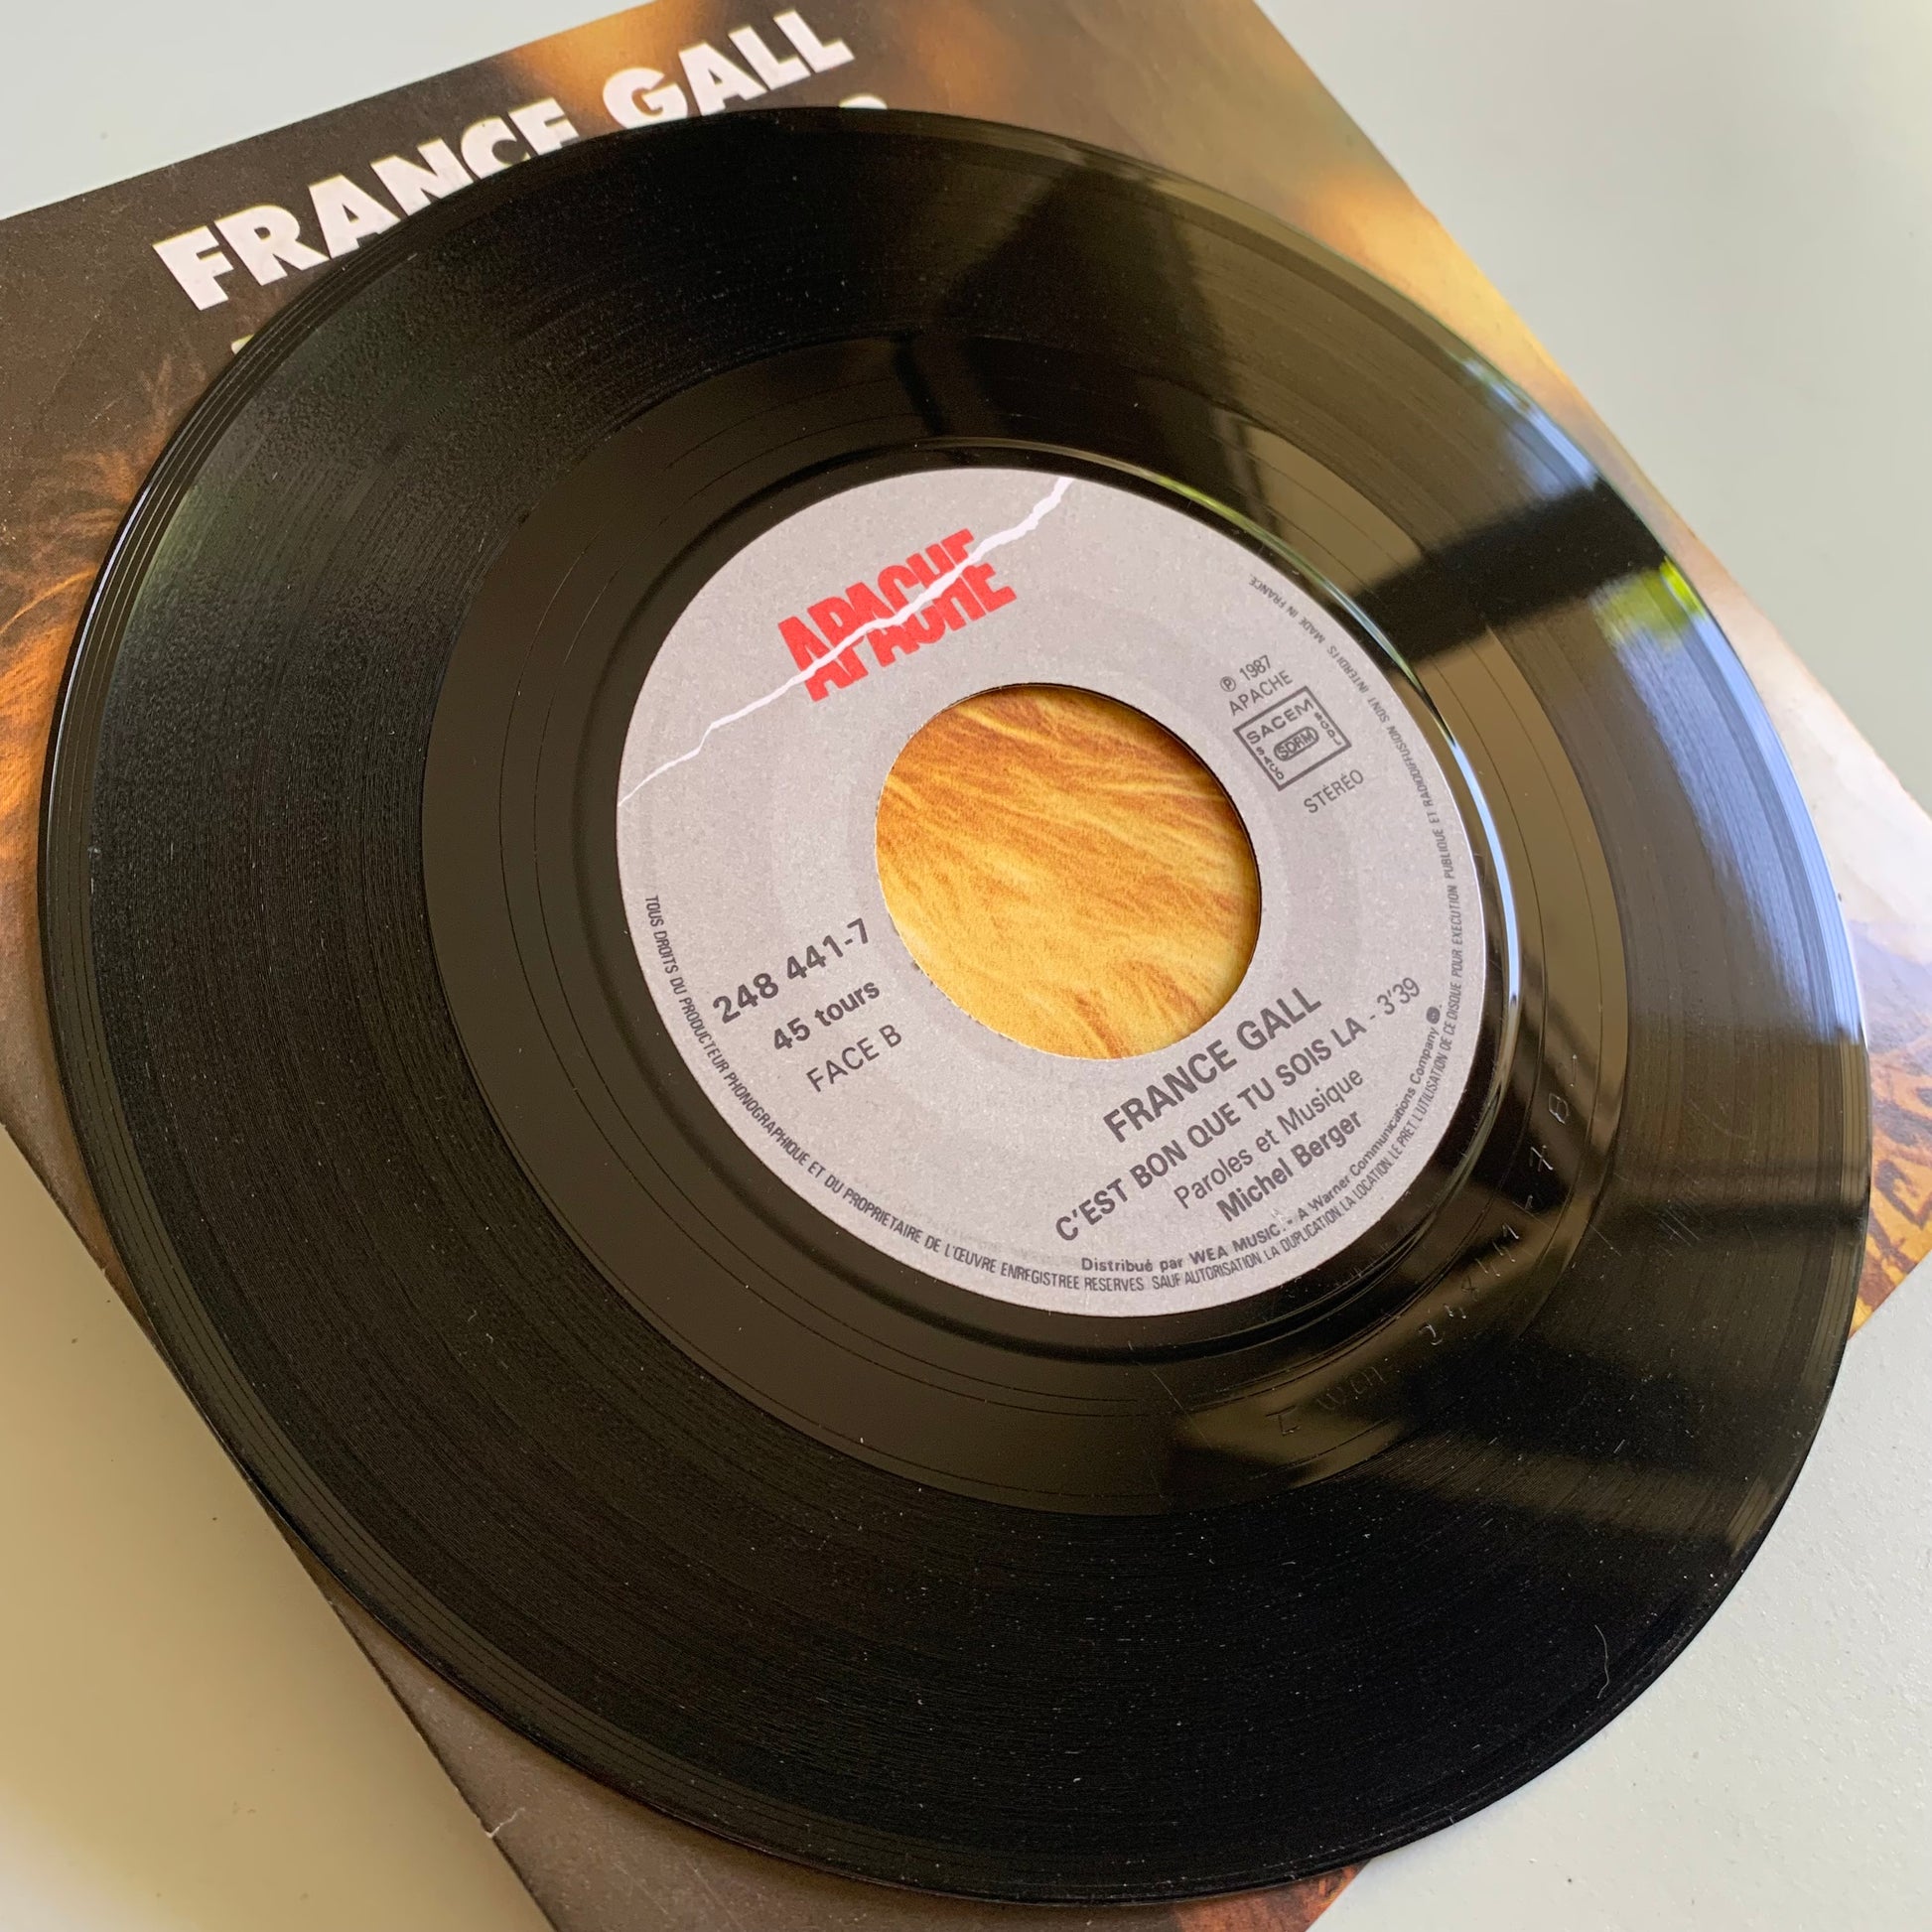 FRANCE GALL
APACHE
℗ 1987
APACHE
SACEM
SACD
SDRM
SGDL
STÉRÉO
248 441-7
45 tours
FACE B
FRANCE GALL
C'EST BON QUE TU SOIS LA - 3'39
Paroles et Musique
Michel Berger
Distribué par WEA MUSIC. - A Warner Communications Company
TOUS DROITS DU PRODUCTEUR PHONOGRAPHIQUE ET DU PROPRIETAIRE DE L'ŒUVRE ENREGISTREE RESERVES SAUF AUTORISATION LA DUPLICATION, LA LOCATION, LE PRET, L'UTILISATION DE CE DISQUE POUR EXECUTION PUBLIQUE ET RADIODIFFUSION SONT INTERDITS MADE IN FRANCE